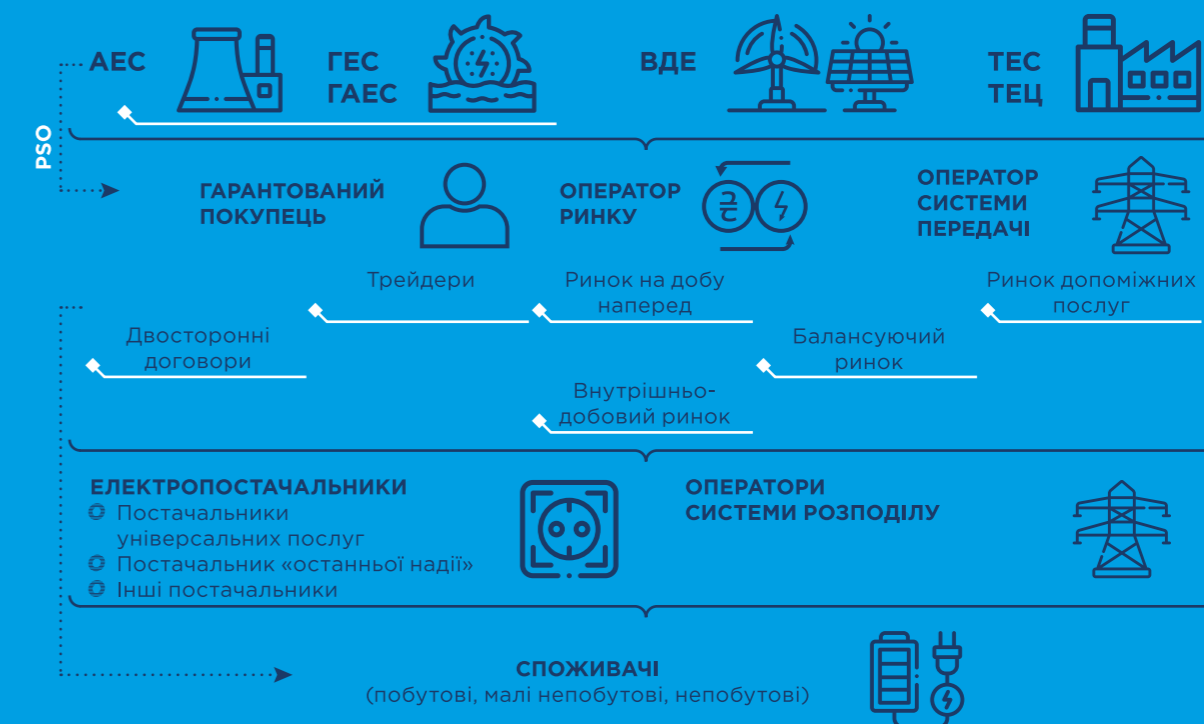 АЕС
ГЕС
ГАЕС
ВДЕ
ТЕС
ТЕЦ
PSO
ГАРАНТОВАНИЙ
ПОКУПЕЦЬ
ОПЕРАТОР
РИНКУ
₴
ОПЕРАТОР
СИСТЕМИ
ПЕРЕДАЧІ
Трейдери
Ринок на добу
наперед
Ринок допоміжних
послуг
Двосторонні
договори
Балансуючий
ринок
Внутрішньо-
добовий ринок
ЕЛЕКТРОПОСТАЧАЛЬНИКИ
Постачальники
універсальних послуг
Постачальник «останньої надії»
Інші постачальники
ОПЕРАТОРИ
СИСТЕМИ РОЗПОДІЛУ
СПОЖИВАЧІ
(побутові, малі непобутові, непобутові)